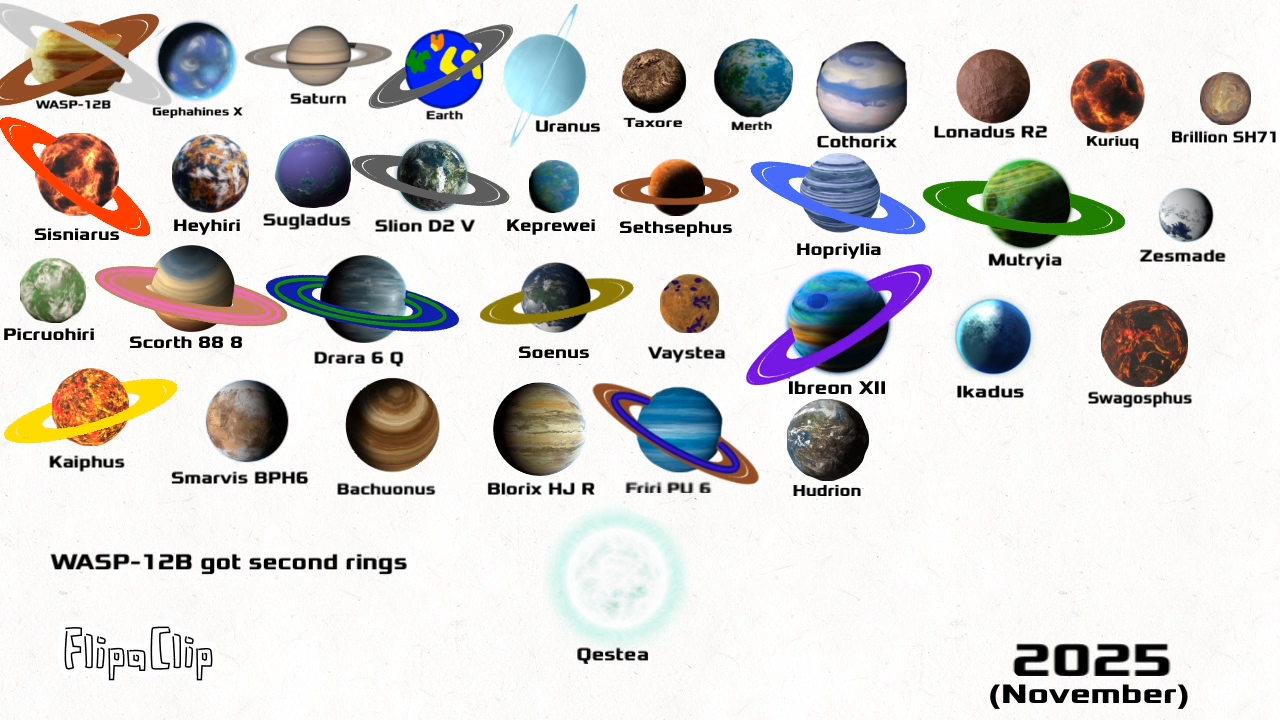 WASP-12B
Gephahines X
Saturn
Earth
Uranus
Taxore
Merth
Cothorix
Lonadus R2
Kuriuq
Brillion SH71
Sisniarus
Heyhiri
Sugladus
Slion D2 V
Keprewei
Sethsephus
Hopriylia
Mutryia
Zesmade
Picruohiri
Scorth 88 8
Drara 6 Q
Soenus
Vaystea
Ibreon XII
Ikadus
Swagosphus
Kaiphus
Smarvis BPH6
Bachuonus
Blorix HJ R
Friri PU 6
Hudrion
WASP-12B got second rings
Qestea
FlipaClip
2025
(November)